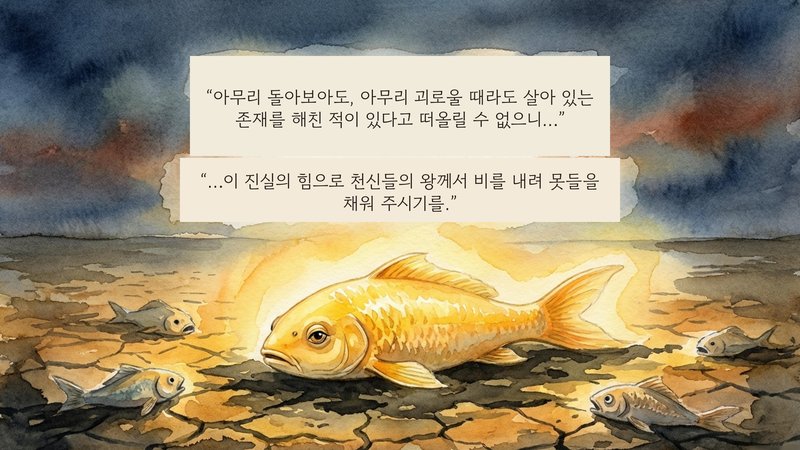 “아무리 돌아보아도, 아무리 괴로울 때라도 살아 있는
존재를 해친 적이 있다고 떠올릴 수 없으니...”
“...이 진실의 힘으로 천신들의 왕께서 비를 내려 못들을
채워 주시기를.”